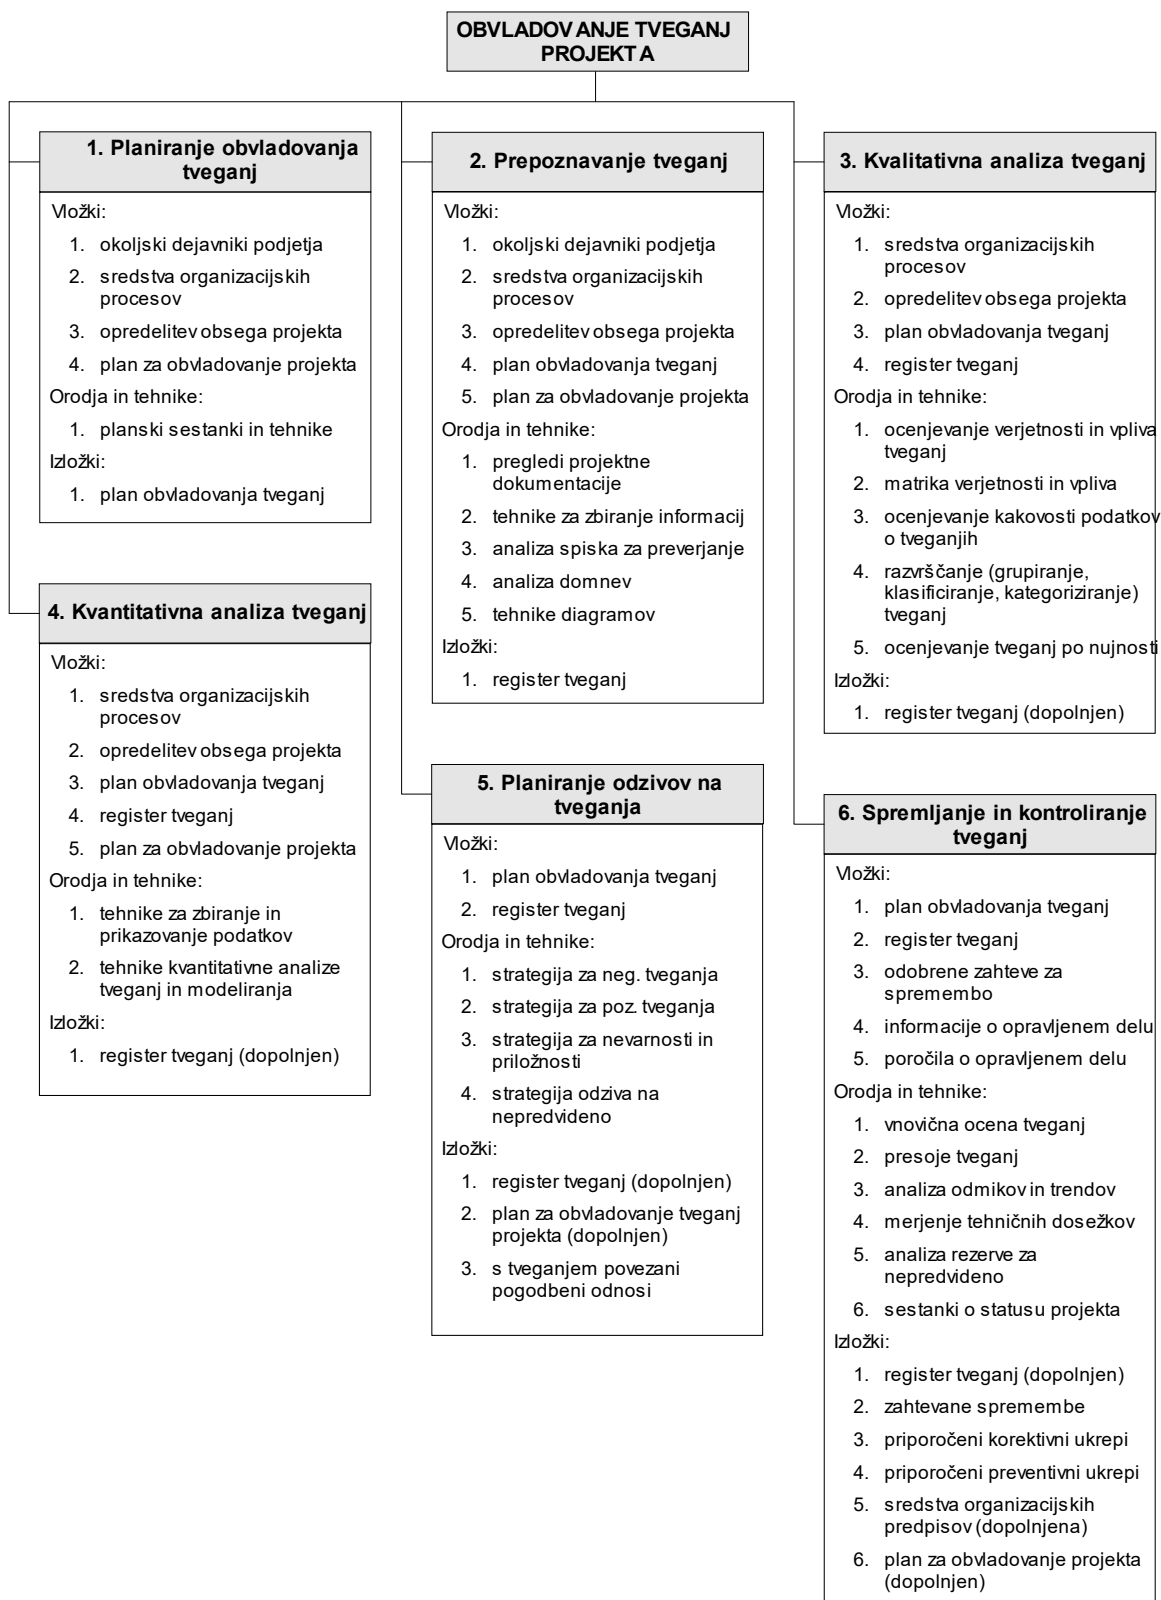 OBVLADOVANJE TVEGANJ
PROJEKTA
1. Planiranje obvladovanja
tveganj
Vložki:
1. okoljski dejavniki podjetja
2. sredstva organizacijskih
procesov
3. opredelitev obsega projekta
4. plan za obvladovanje projekta
Orodja in tehnike:
1. planski sestanki in tehnike
Izložki:
1. plan obvladovanja tveganj
2. Prepoznavanje tveganj
Vložki:
1. okoljski dejavniki podjetja
2. sredstva organizacijskih
procesov
3. opredelitev obsega projekta
4. plan obvladovanja tveganj
5. plan za obvladovanje projekta
Orodja in tehnike:
1. pregledi projektne
dokumentacije
2. tehnike za zbiranje informacij
3. analiza spiska za preverjanje
4. analiza domnev
5. tehnike diagramov
Izložki:
1. register tveganj
3. Kvalitativna analiza tveganj
Vložki:
1. sredstva organizacijskih
procesov
2. opredelitev obsega projekta
3. plan obvladovanja tveganj
4. register tveganj
Orodja in tehnike:
1. ocenjevanje verjetnosti in vpliva
tveganj
2. matrika verjetnosti in vpliva
3. ocenjevanje kakovosti podatkov
o tveganjih
4. razvrščanje (grupiranje,
klasificiranje, kategoriziranje)
tveganj
5. ocenjevanje tveganj po nujnosti
Izložki:
1. register tveganj (dopolnjen)
4. Kvantitativna analiza tveganj
Vložki:
1. sredstva organizacijskih
procesov
2. opredelitev obsega projekta
3. plan obvladovanja tveganj
4. register tveganj
5. plan za obvladovanje projekta
Orodja in tehnike:
1. tehnike za zbiranje in
prikazovanje podatkov
2. tehnike kvantitativne analize
tveganj in modeliranja
Izložki:
1. register tveganj (dopolnjen)
5. Planiranje odzivov na
tveganja
Vložki:
1. plan obvladovanja tveganj
2. register tveganj
Orodja in tehnike:
1. strategija za neg. tveganja
2. strategija za poz. tveganja
3. strategija za nevarnosti in
priložnosti
4. strategija odziva na
nepredvideno
Izložki:
1. register tveganj (dopolnjen)
2. plan za obvladovanje tveganj
projekta (dopolnjen)
3. s tveganjem povezani
pogodbeni odnosi
6. Spremljanje in kontroliranje
tveganj
Vložki:
1. plan obvladovanja tveganj
2. register tveganj
3. odobrene zahteve za
spremembo
4. informacije o opravljenem delu
5. poročila o opravljenem delu
Orodja in tehnike:
1. vnovična ocena tveganj
2. presoje tveganj
3. analiza odmikov in trendov
4. merjenje tehničnih dosežkov
5. analiza rezerve za
nepredvideno
6. sestanki o statusu projekta
Izložki:
1. register tveganj (dopolnjen)
2. zahtevane spremembe
3. priporočeni korektivni ukrepi
4. priporočeni preventivni ukrepi
5. sredstva organizacijskih
predpisov (dopolnjena)
6. plan za obvladovanje projekta
(dopolnjen)